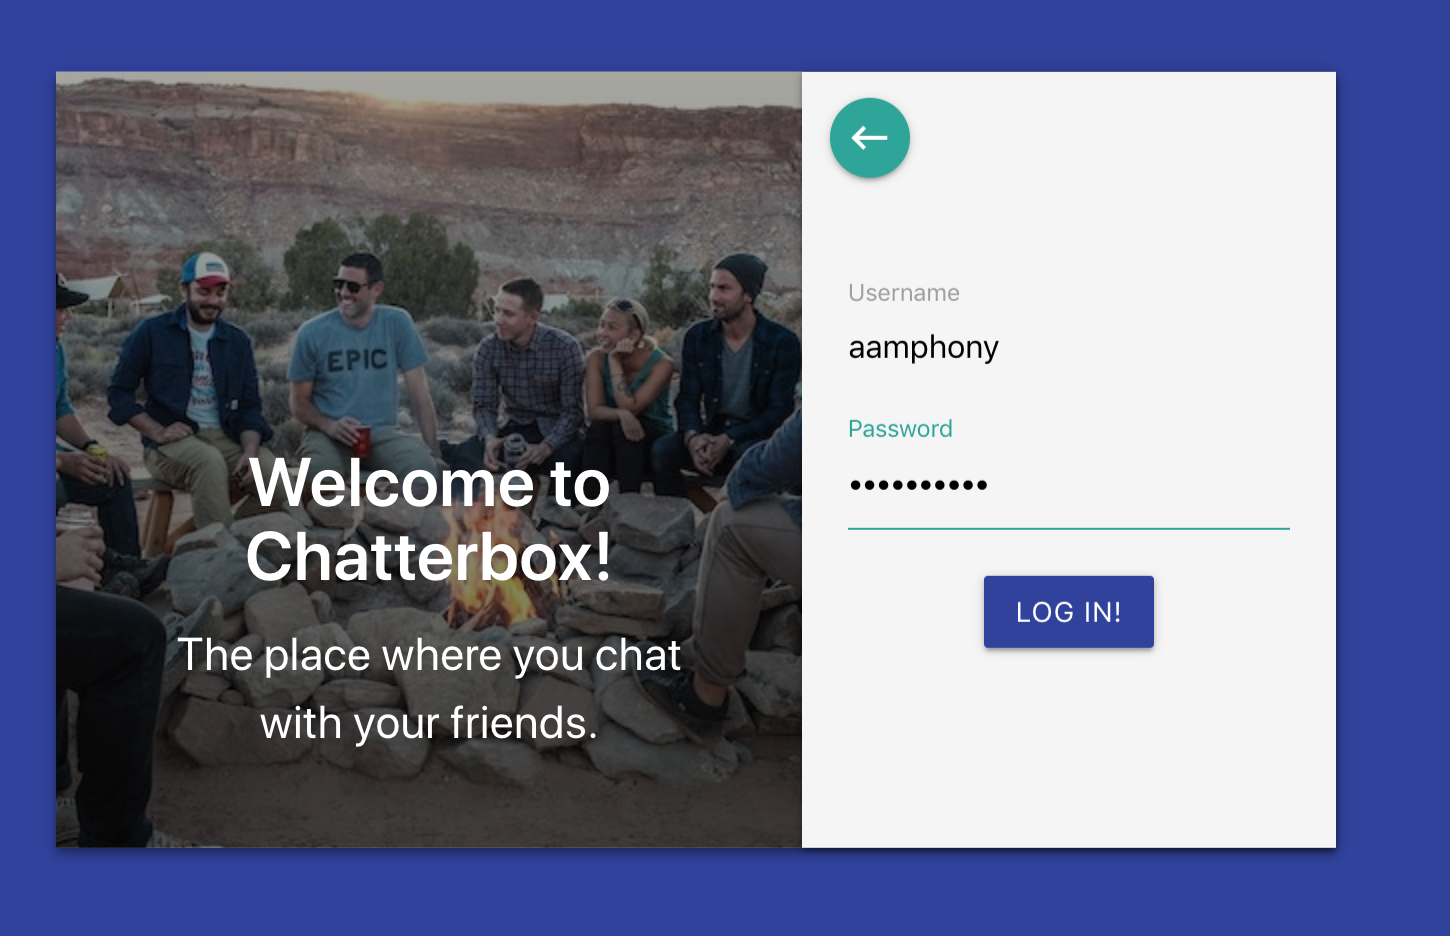 EPIC
Welcome to
Chatterbox!
The place where you chat
with your friends.
Username
aamphony
Password
••••••••••
LOG IN!